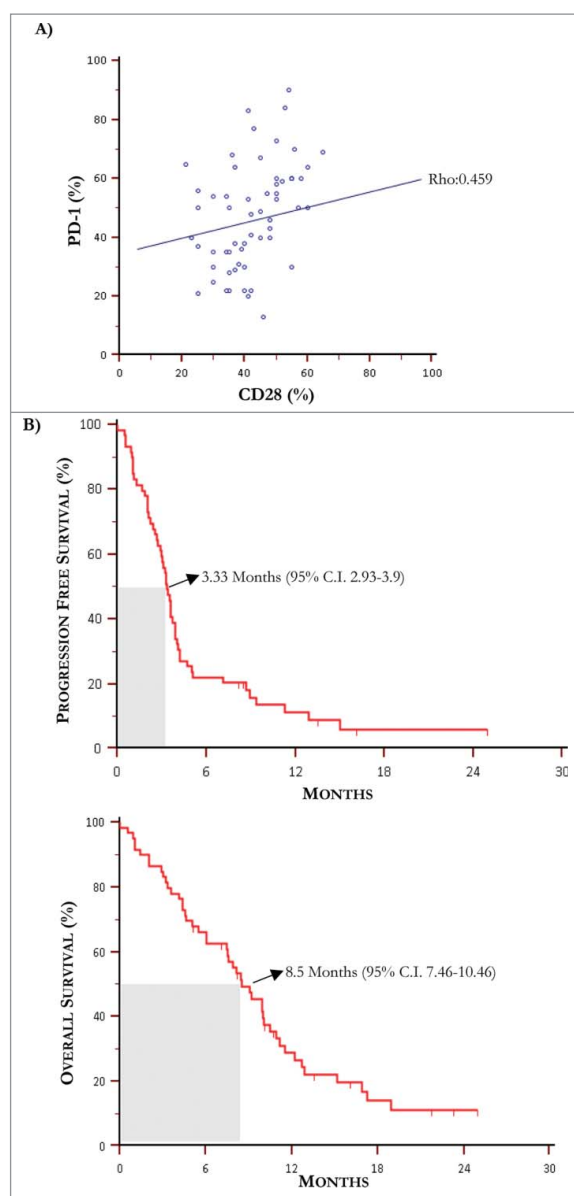 A)
100
80
60
40
20
0
PD-1 (%)
Rho:0.459
0 20 40 60 80 100
CD28 (%)
B)
100
80
60
40
20
0
PROGRESSION FREE SURVIVAL (%)
3.33 Months (95% C.I. 2.93-3.9)
0 6 12 18 24 30
MONTHS
100
80
60
40
20
0
OVERALL SURVIVAL (%)
8.5 Months (95% C.I. 7.46-10.46)
0 6 12 18 24 30
MONTHS